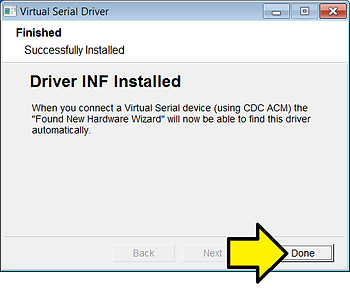 Virtual Serial Driver
Finished
Successfully Installed
Driver INF Installed
When you connect a Virtual Serial device (using CDC ACM) the
"Found New Hardware Wizard" will now be able to find this driver
automatically.
Back
Next
Done